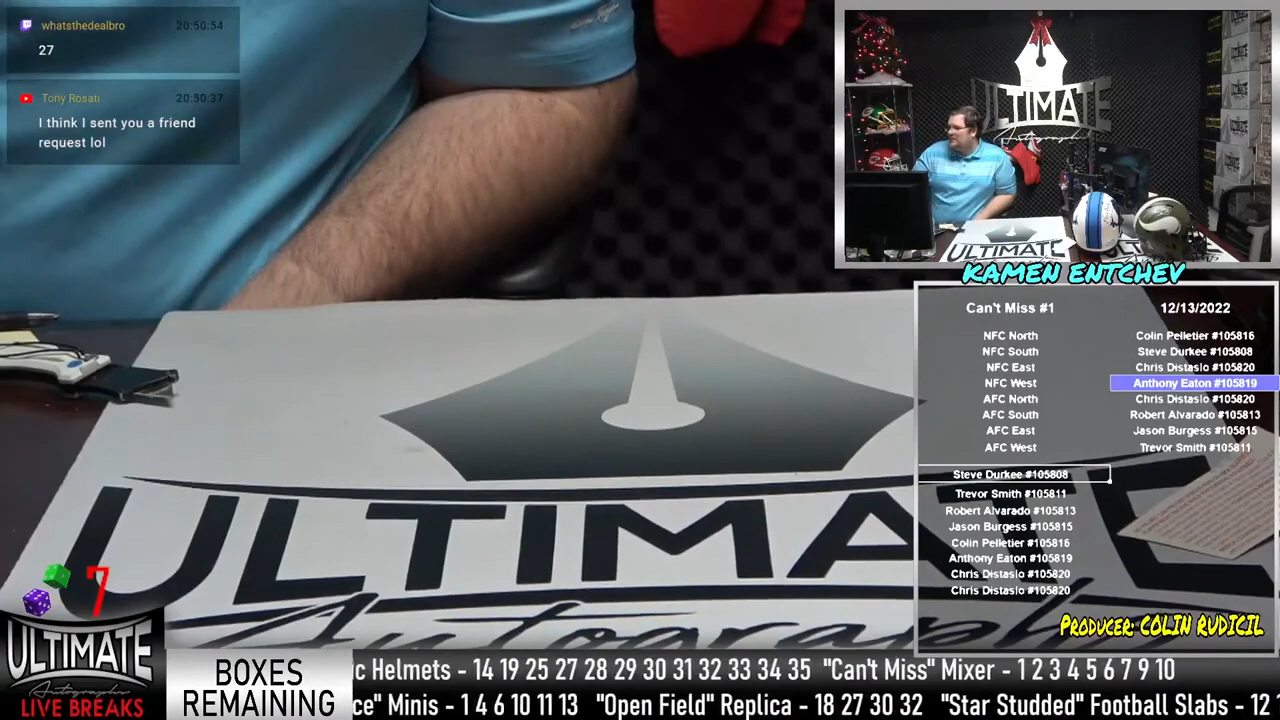 whatsthedealbro 20:50:54
27
Tony Rosati 20:50:37
I think I sent you a friend
request lol
ULTIMATE
ULTIMATE
KAMEN ENTCHEV
Can't Miss #1 12/13/2022
NFC North Colin Pelletier #105816
NFC South Steve Durkee #105808
NFC East Chris Distasio #105820
NFC West Anthony Eaton #105819
AFC North Chris Distasio #105820
AFC South Robert Alvarado #105813
AFC East Jason Burgess #105815
AFC West Trevor Smith #105811
Steve Durkee #105808
Trevor Smith #105811
Robert Alvarado #105813
Jason Burgess #105815
Colin Pelletier #105816
Anthony Eaton #105819
Chris Distasio #105820
Chris Distasio #105820
Producer: COLIN RUDICIL
ULTIMATE
Autographs
7
ULTIMATE
Autographs
LIVE BREAKS
BOXES
REMAINING
c Helmets - 14 19 25 27 28 29 30 31 32 33 34 35 "Can't Miss" Mixer - 1 2 3 4 5 6 7 9 10
ce" Minis - 1 4 6 10 11 13 "Open Field" Replica - 18 27 30 32 "Star Studded" Football Slabs - 12